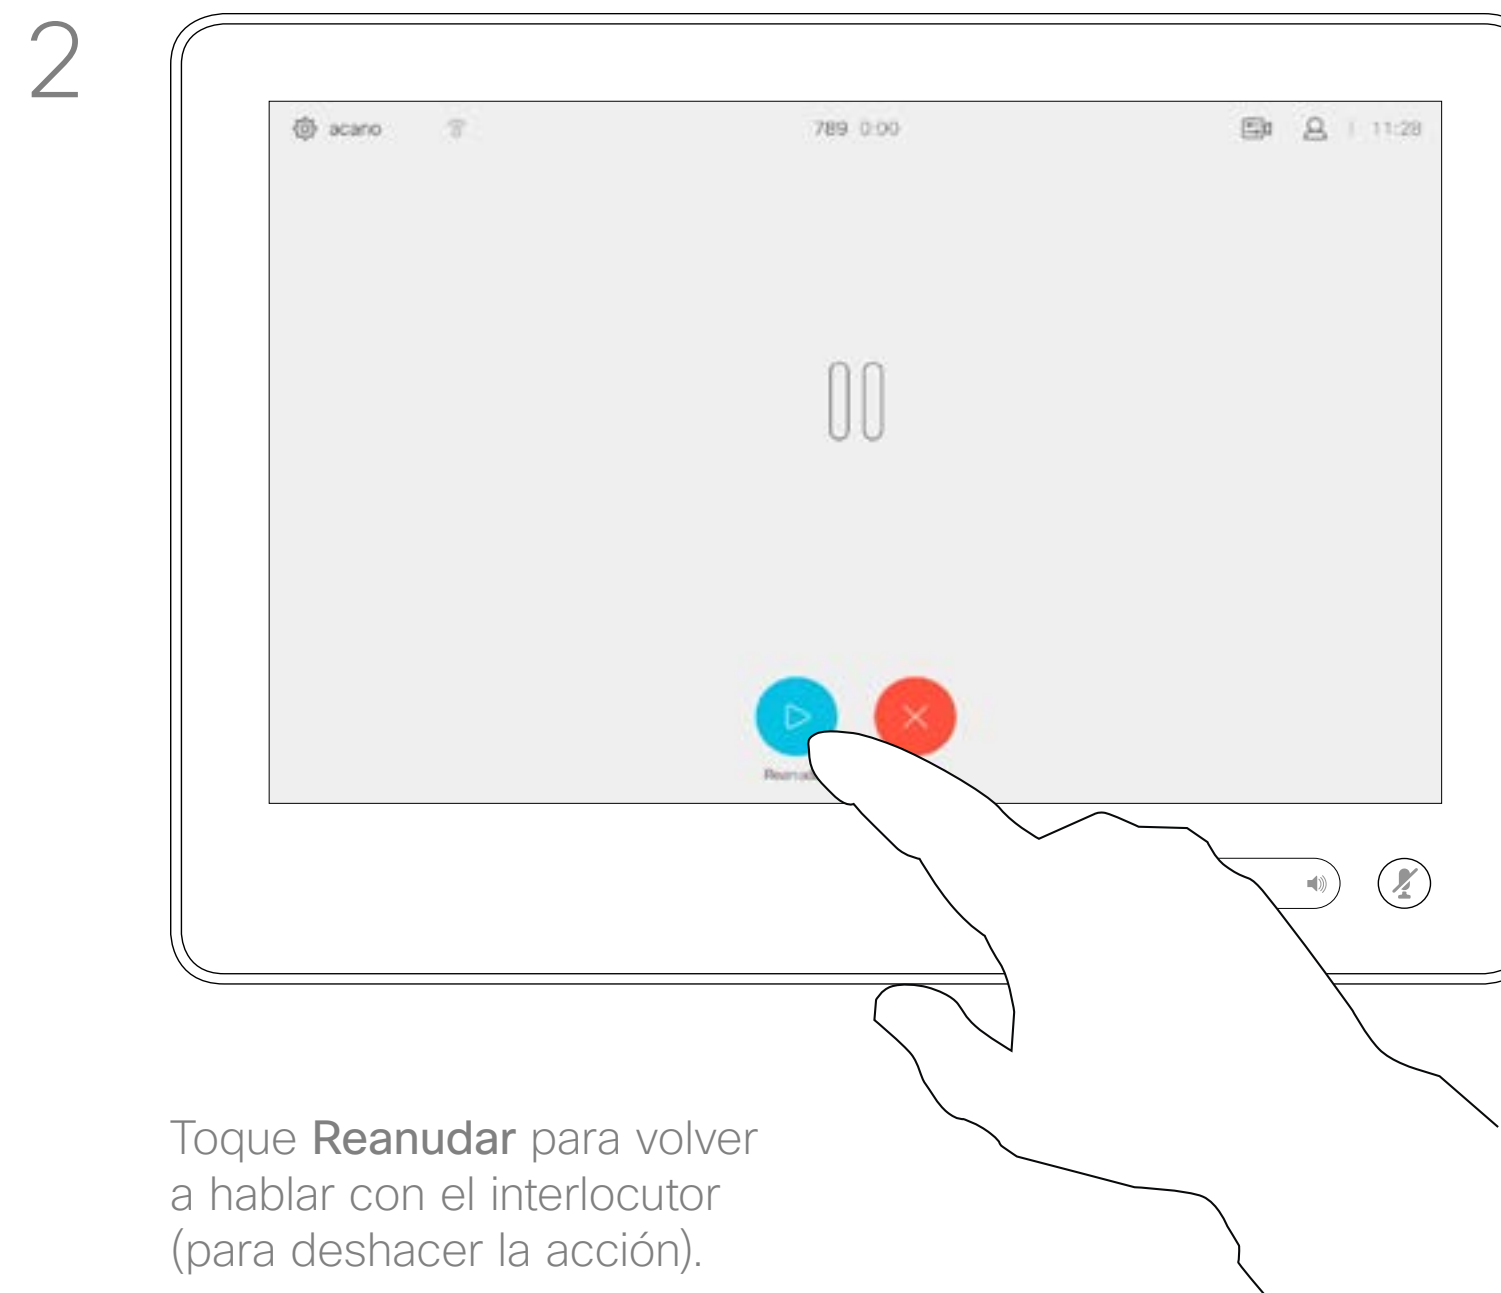 2
acano 789 0:00 11:28
Toque Reanudar para volver
a hablar con el interlocutor
(para deshacer la acción).